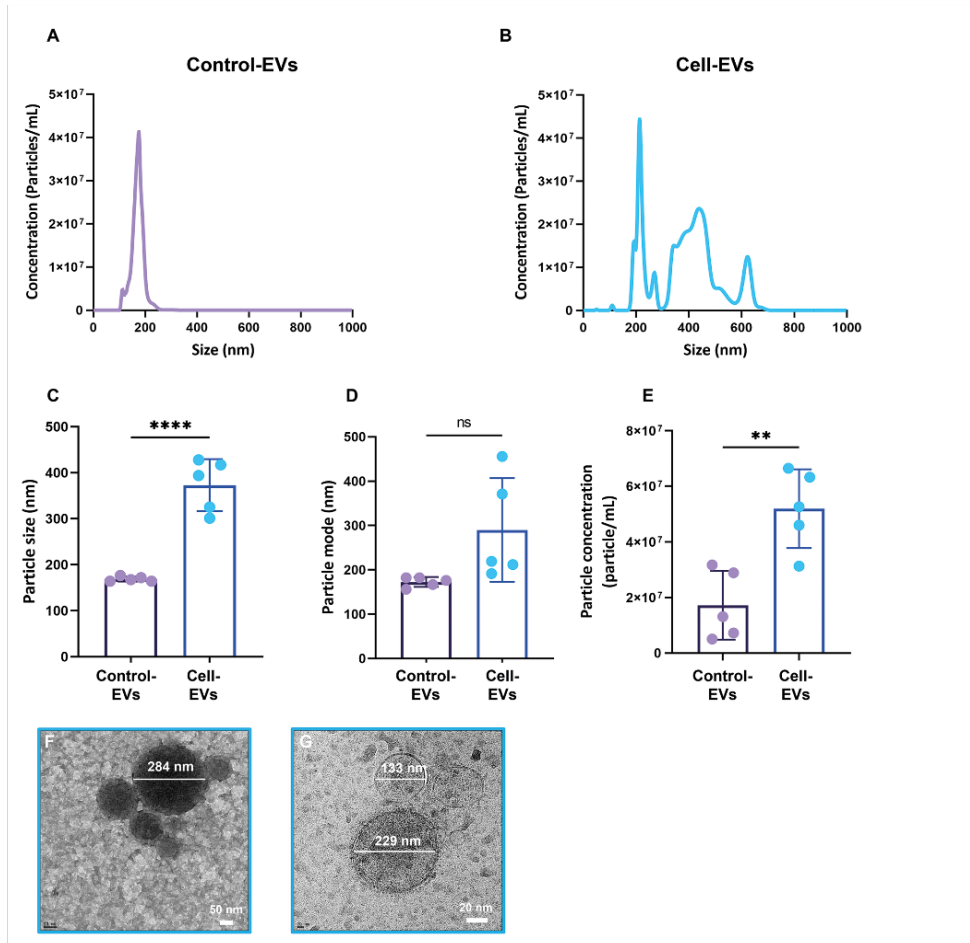 A
B
Control-EVs
Cell-EVs
Concentration (Particles/mL)
5×10⁷
4×10⁷
3×10⁷
2×10⁷
1×10⁷
0
0 200 400 600 800 1000
Size (nm)
Concentration (Particles/mL)
5×10⁷
4×10⁷
3×10⁷
2×10⁷
1×10⁷
0
0 200 400 600 800 1000
Size (nm)
C
Particle size (nm)
500
400
300
200
100
0
****
Control-
EVs
Cell-
EVs
D
Particle mode (nm)
500
400
300
200
100
0
ns
Control-
EVs
Cell-
EVs
E
Particle concentration
(particle/mL)
8×10⁷
6×10⁷
4×10⁷
2×10⁷
0
**
Control-
EVs
Cell-
EVs
F
284 nm
50 nm
G
133 nm
229 nm
20 nm